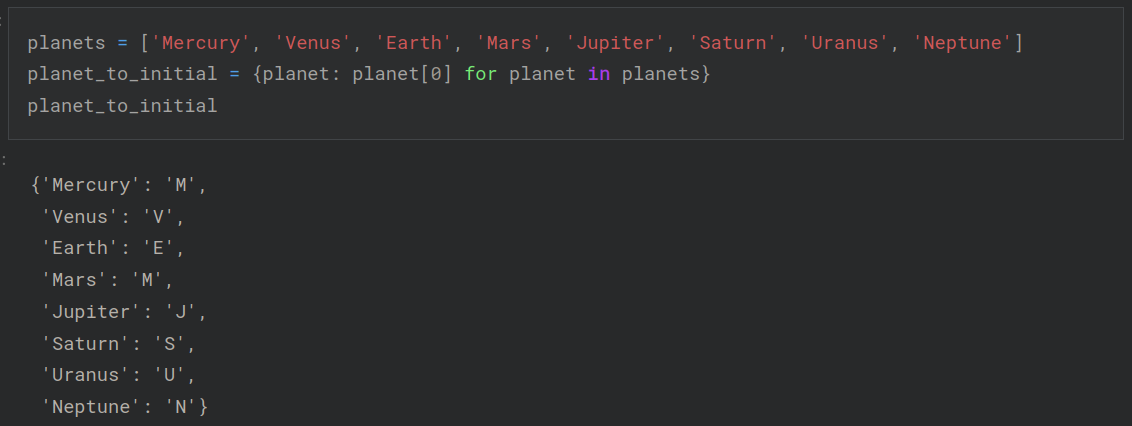 planets = ['Mercury', 'Venus', 'Earth', 'Mars', 'Jupiter', 'Saturn', 'Uranus', 'Neptune']
planet_to_initial = {planet: planet[0] for planet in planets}
planet_to_initial
:
{'Mercury': 'M',
 'Venus': 'V',
 'Earth': 'E',
 'Mars': 'M',
 'Jupiter': 'J',
 'Saturn': 'S',
 'Uranus': 'U',
 'Neptune': 'N'}